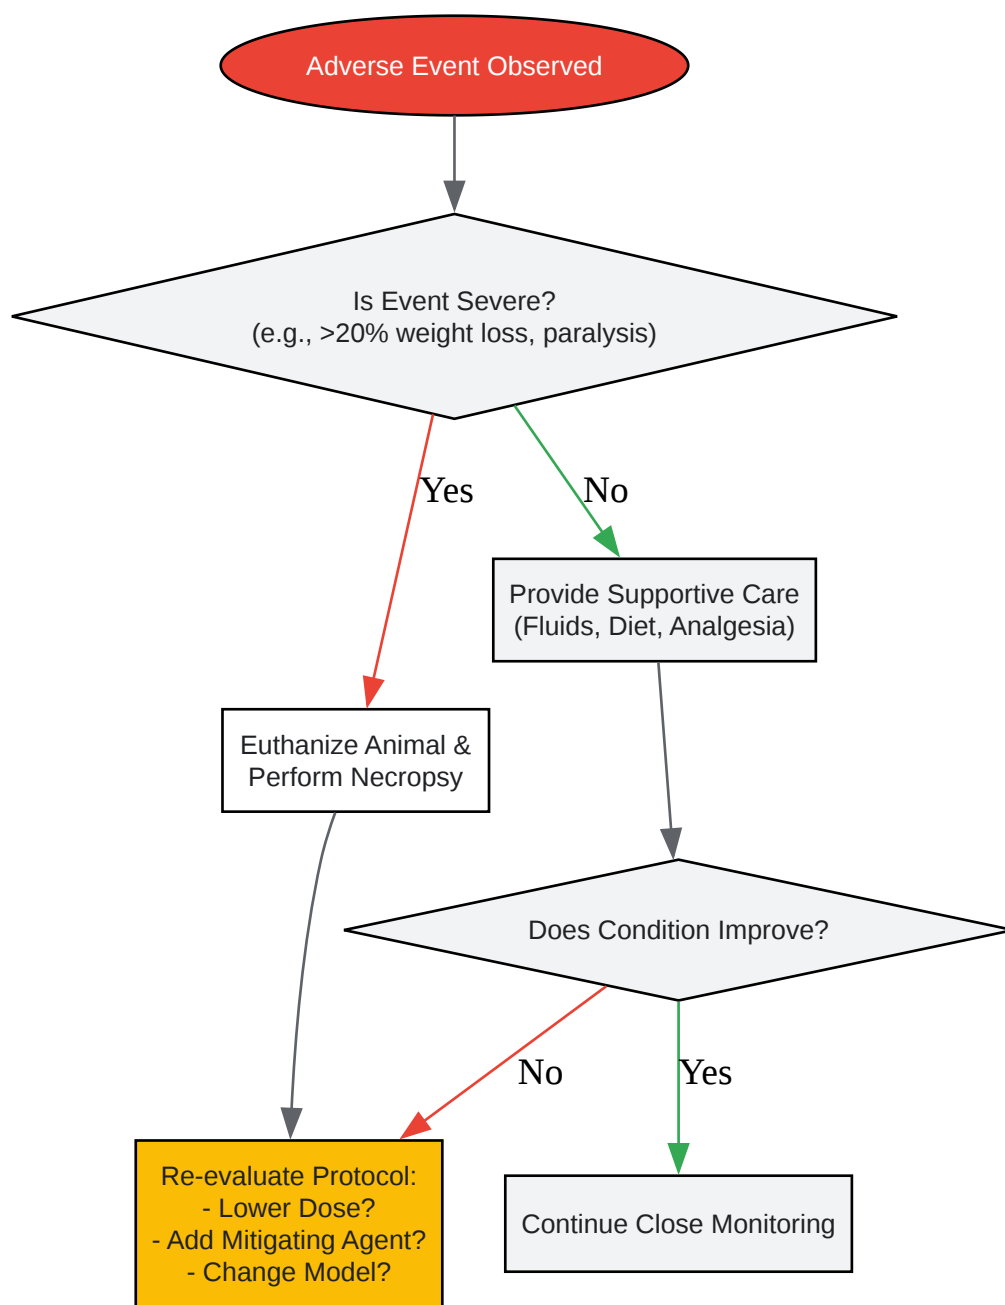 Adverse Event Observed
Is Event Severe?
(e.g., >20% weight loss, paralysis)
Yes
No
Provide Supportive Care
(Fluids, Diet, Analgesia)
Euthanize Animal &
Perform Necropsy
Does Condition Improve?
No
Yes
Re-evaluate Protocol:
- Lower Dose?
- Add Mitigating Agent?
- Change Model?
Continue Close Monitoring